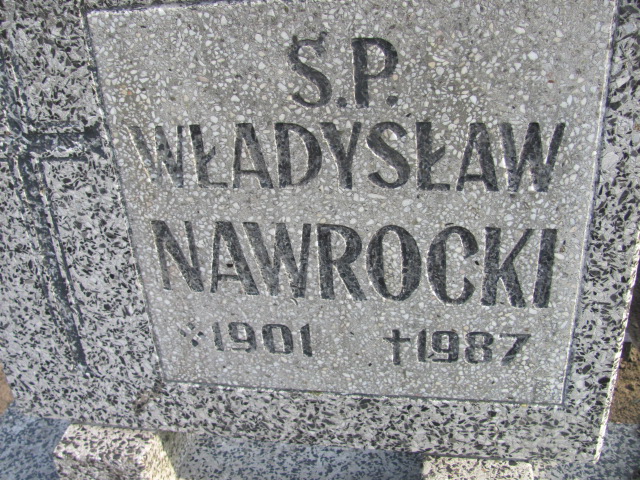 Ś.P.
WŁADYSŁAW
NAWROCKI
* 1901 †1987